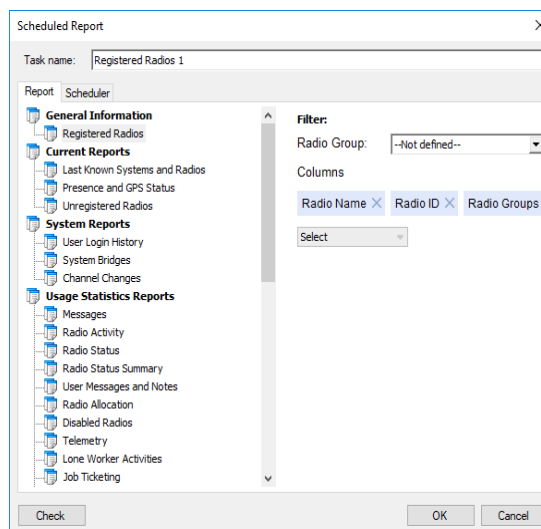 Scheduled Report
Task name: Registered Radios 1
Report Scheduler
General Information
Registered Radios
Current Reports
Last Known Systems and Radios
Presence and GPS Status
Unregistered Radios
System Reports
User Login History
System Bridges
Channel Changes
Usage Statistics Reports
Messages
Radio Activity
Radio Status
Radio Status Summary
User Messages and Notes
Radio Allocation
Disabled Radios
Telemetry
Lone Worker Activities
Job Ticketing
Filter:
Radio Group: --Not defined--
Columns
Radio Name Radio ID Radio Groups
Select
Check OK Cancel